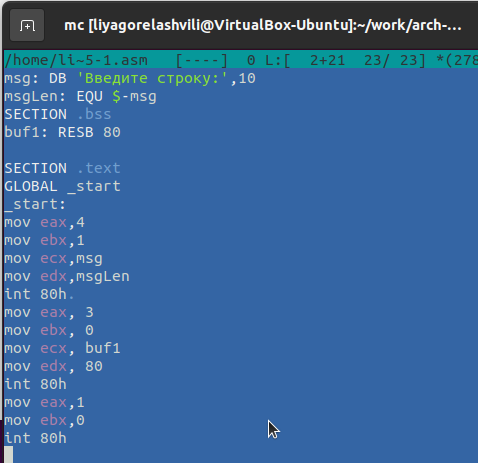 mc [liyagorelashvili@VirtualBox-Ubuntu]:~/work/arch-...
/home/li~5-1.asm   [----]  0 L:[  2+21  23/ 23] *(278
msg: DB 'Введите строку:',10
msgLen: EQU $-msg
SECTION .bss
buf1: RESB 80

SECTION .text
GLOBAL _start
_start:
mov eax,4
mov ebx,1
mov ecx,msg
mov edx,msgLen
int 80h.
mov eax, 3
mov ebx, 0
mov ecx, buf1
mov edx, 80
int 80h
mov eax,1
mov ebx,0
int 80h